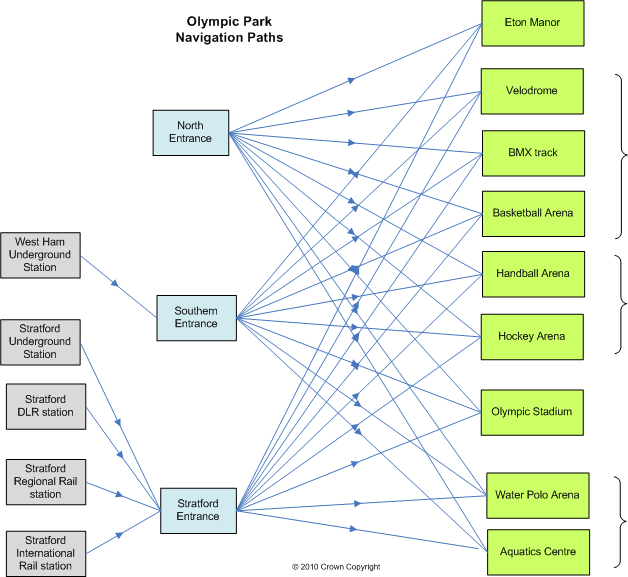 Olympic Park
Navigation Paths
Eton Manor
Velodrome
North
Entrance
BMX track
Basketball Arena
West Ham
Underground
Station
Handball Arena
Southern
Entrance
Stratford
Underground
Station
Hockey Arena
Stratford
DLR station
Olympic Stadium
Stratford
Regional Rail
station
Stratford
Entrance
Water Polo Arena
Stratford
International
Rail station
Aquatics Centre
© 2010 Crown Copyright